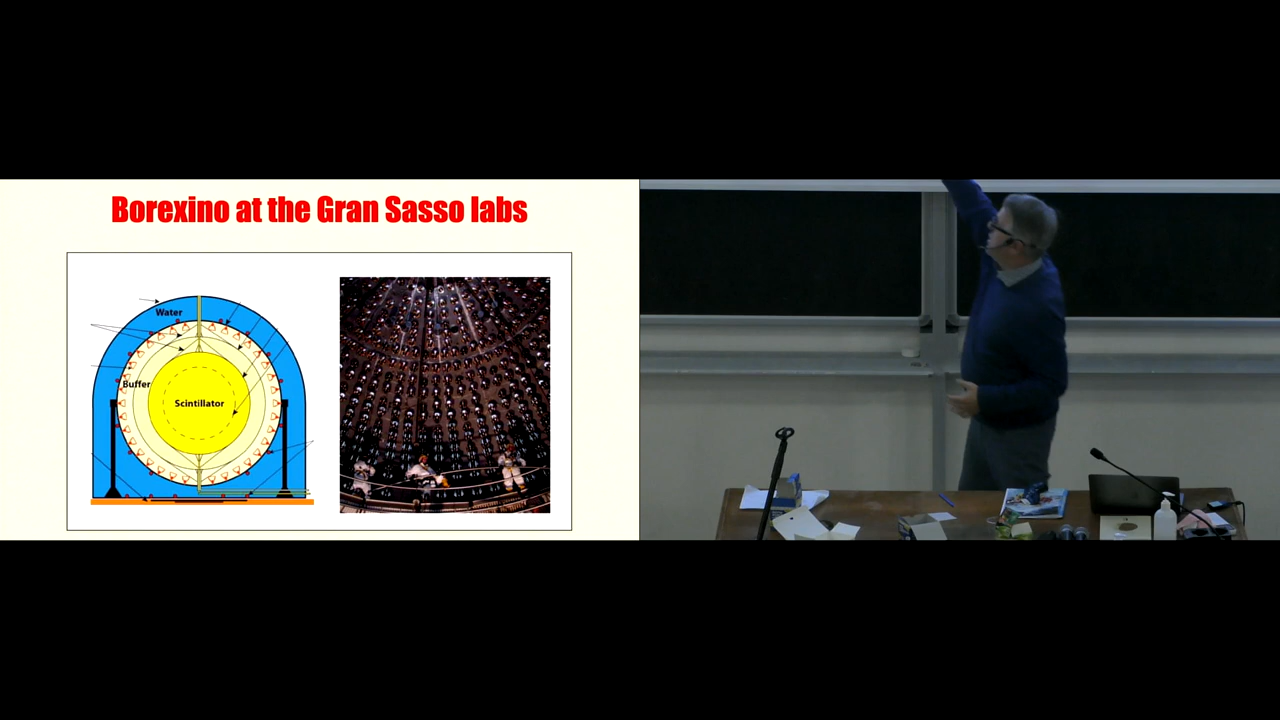 Borexino at the Gran Sasso labs
Water
Buffer
Scintillator